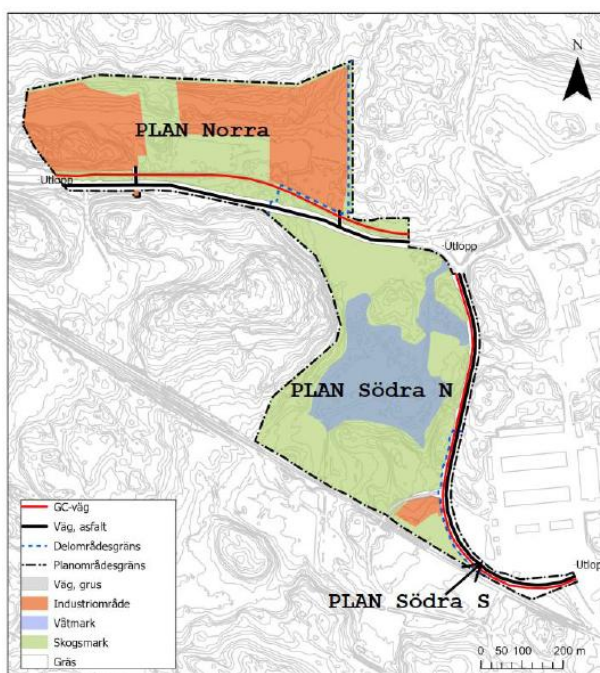 N
PLAN Norra
Utlopp
Utlopp
PLAN Södra N
GC-väg
Väg, asfalt
Delområdesgräns
Planområdesgräns
Väg, grus
Industriområde
Våtmark
Skogsmark
Gräs
Utlopp
PLAN Södra S
0 50 100 200 m